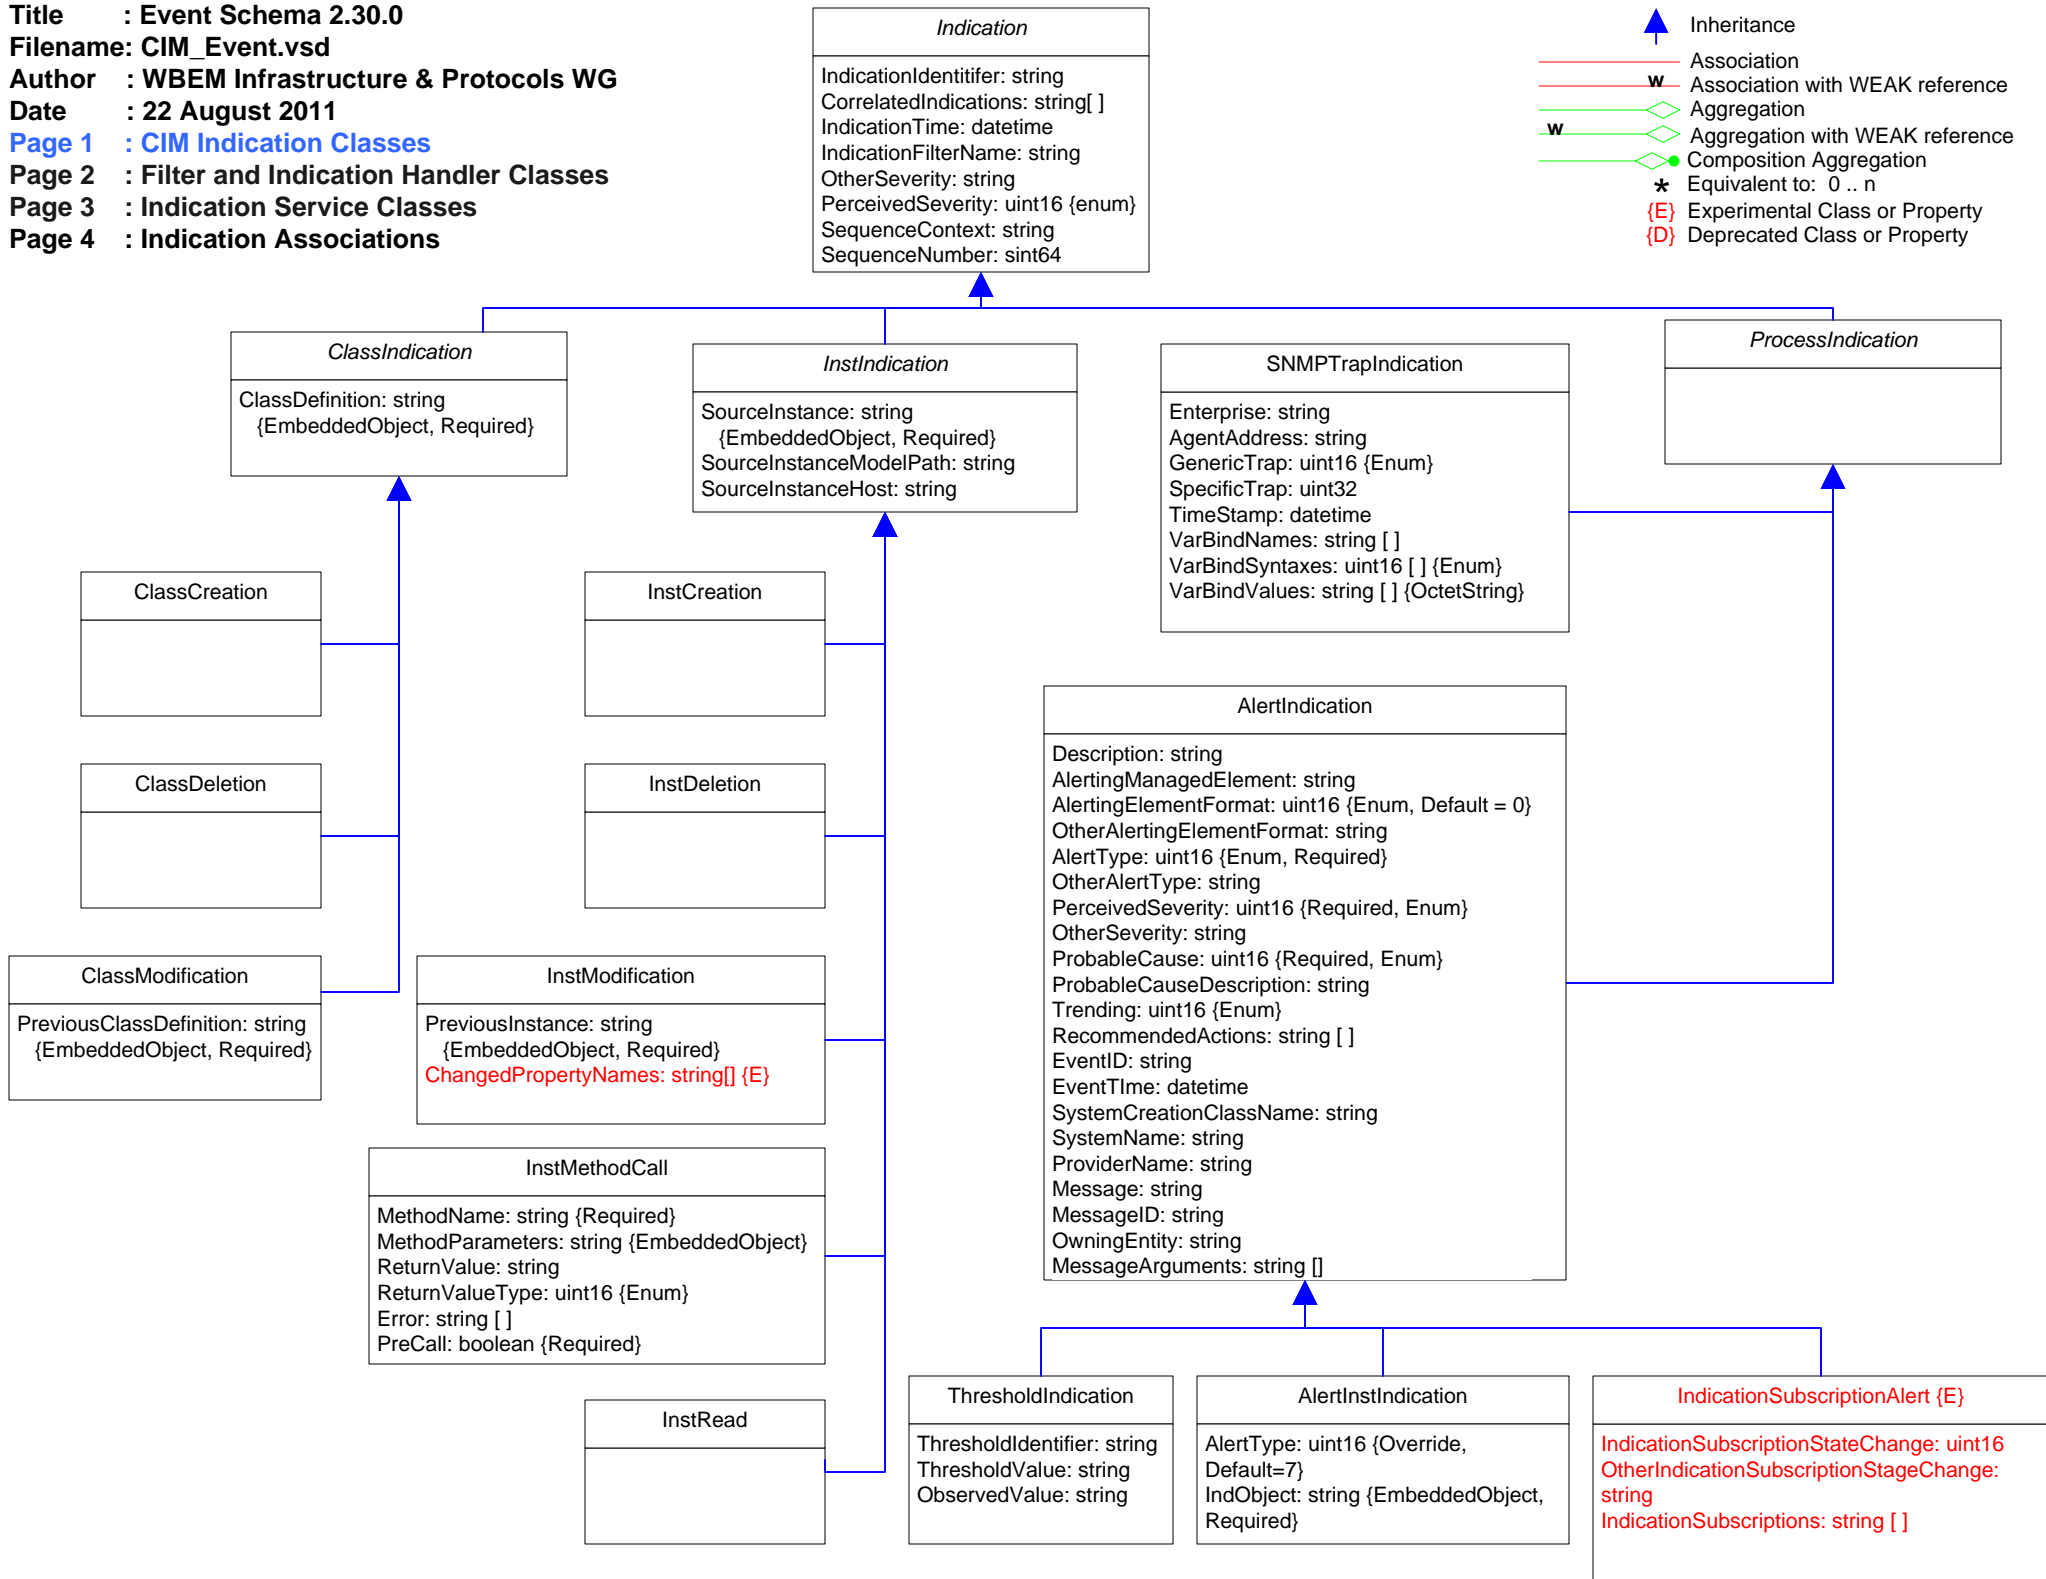 Title : Event Schema 2.30.0
Filename: CIM_Event.vsd
Author : WBEM Infrastructure & Protocols WG
Date : 22 August 2011
Page 1 : CIM Indication Classes
Page 2 : Filter and Indication Handler Classes
Page 3 : Indication Service Classes
Page 4 : Indication Associations
Indication
IndicationIdentitifer: string
CorrelatedIndications: string[ ]
IndicationTime: datetime
IndicationFilterName: string
OtherSeverity: string
PerceivedSeverity: uint16 {enum}
SequenceContext: string
SequenceNumber: sint64
Inheritance
Association
w Association with WEAK reference
Aggregation
w Aggregation with WEAK reference
Composition Aggregation
* Equivalent to: 0 .. n
{E} Experimental Class or Property
{D} Deprecated Class or Property
ClassIndication
ClassDefinition: string
{EmbeddedObject, Required}
InstIndication
SourceInstance: string
{EmbeddedObject, Required}
SourceInstanceModelPath: string
SourceInstanceHost: string
SNMPTrapIndication
Enterprise: string
AgentAddress: string
GenericTrap: uint16 {Enum}
SpecificTrap: uint32
TimeStamp: datetime
VarBindNames: string [ ]
VarBindSyntaxes: uint16 [ ] {Enum}
VarBindValues: string [ ] {OctetString}
ProcessIndication
ClassCreation
InstCreation
ClassDeletion
InstDeletion
AlertIndication
Description: string
AlertingManagedElement: string
AlertingElementFormat: uint16 {Enum, Default = 0}
OtherAlertingElementFormat: string
AlertType: uint16 {Enum, Required}
OtherAlertType: string
PerceivedSeverity: uint16 {Required, Enum}
OtherSeverity: string
ProbableCause: uint16 {Required, Enum}
ProbableCauseDescription: string
Trending: uint16 {Enum}
RecommendedActions: string [ ]
EventID: string
EventTIme: datetime
SystemCreationClassName: string
SystemName: string
ProviderName: string
Message: string
MessageID: string
OwningEntity: string
MessageArguments: string []
ClassModification
PreviousClassDefinition: string
{EmbeddedObject, Required}
InstModification
PreviousInstance: string
{EmbeddedObject, Required}
ChangedPropertyNames: string[] {E}
InstMethodCall
MethodName: string {Required}
MethodParameters: string {EmbeddedObject}
ReturnValue: string
ReturnValueType: uint16 {Enum}
Error: string [ ]
PreCall: boolean {Required}
InstRead
ThresholdIndication
ThresholdIdentifier: string
ThresholdValue: string
ObservedValue: string
AlertInstIndication
AlertType: uint16 {Override,
Default=7}
IndObject: string {EmbeddedObject,
Required}
IndicationSubscriptionAlert {E}
IndicationSubscriptionStateChange: uint16
OtherIndicationSubscriptionStageChange:
string
IndicationSubscriptions: string [ ]